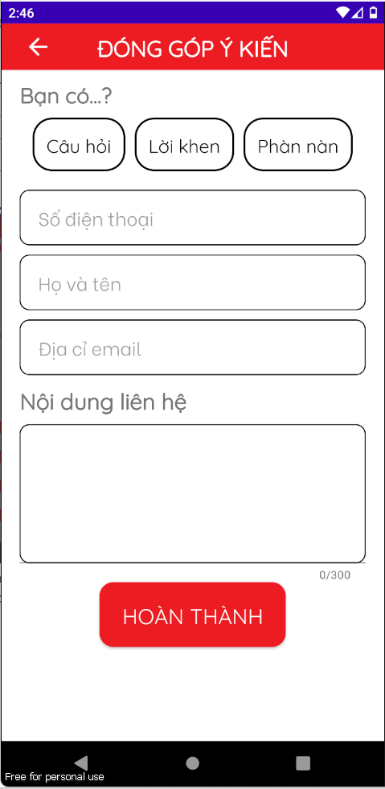 2:46
ĐÓNG GÓP Ý KIẾN
Bạn có...?
Câu hỏi
Lời khen
Phàn nàn
Số điện thoại
Họ và tên
Địa cỉ email
Nội dung liên hệ
0/300
HOÀN THÀNH
Free for personal use